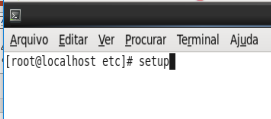 Arquivo Editar Ver Procurar Terminal Ajuda
[root@localhost etc]# setup